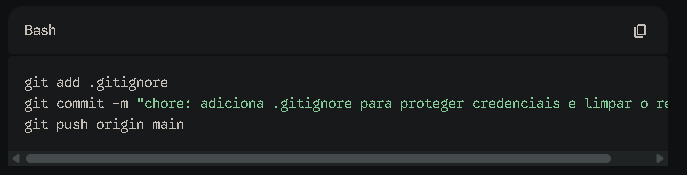 Bash
git add .gitignore
git commit -m "chore: adiciona .gitignore para proteger credenciais e limpar o re
git push origin main